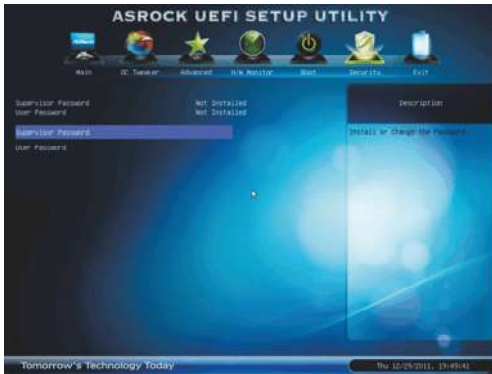 ASROCK UEFI SETUP UTILITY
Main OC Tweaker Advanced H/W Monitor Boot Security Exit
Supervisor Password Not Installed
User Password Not Installed
Supervisor Password
User Password
Description
Install or Change the Password.
Tomorrow's Technology Today
Thu 12/29/2011, 19:49:41